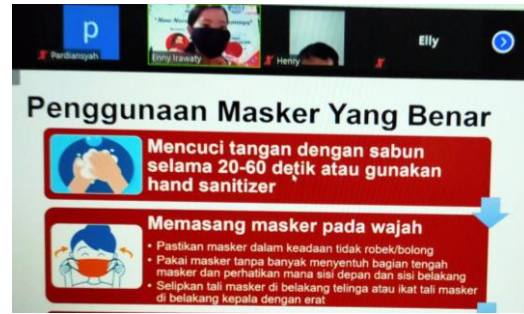 p
Pardiansyah
Enny Irawaty
Henry
Elly
Penggunaan Masker Yang Benar
Mencuci tangan dengan sabun
selama 20-60 detik atau gunakan
hand sanitizer
Memasang masker pada wajah
• Pastikan masker dalam keadaan tidak robek/bolong
• Pakai masker tanpa banyak menyentuh bagian tengah
masker dan perhatikan mana sisi depan dan sisi belakang
• Selipkan tali masker di belakang telinga atau ikat tali masker
di belakang kepala dengan erat